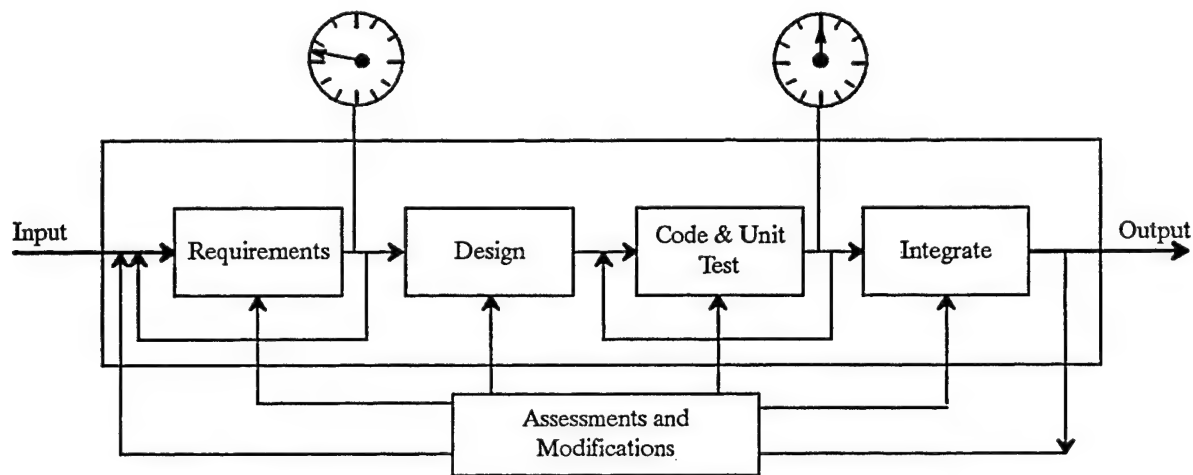 Input
Requirements
Design
Code & Unit
Test
Integrate
Output
Assessments and
Modifications